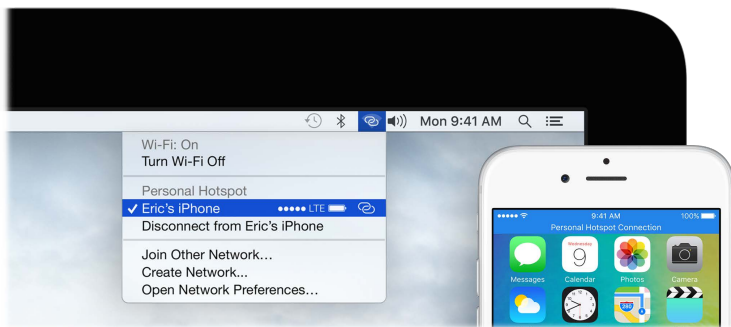 Mon 9:41 AM
Wi-Fi: On
Turn Wi-Fi Off
Personal Hotspot
✓ Eric's iPhone ●●●●● LTE
Disconnect from Eric's iPhone
Join Other Network...
Create Network...
Open Network Preferences...
●●●●● 9:41 AM 100%
Personal Hotspot Connection
Wednesday
9
Messages Calendar Photos Camera
280